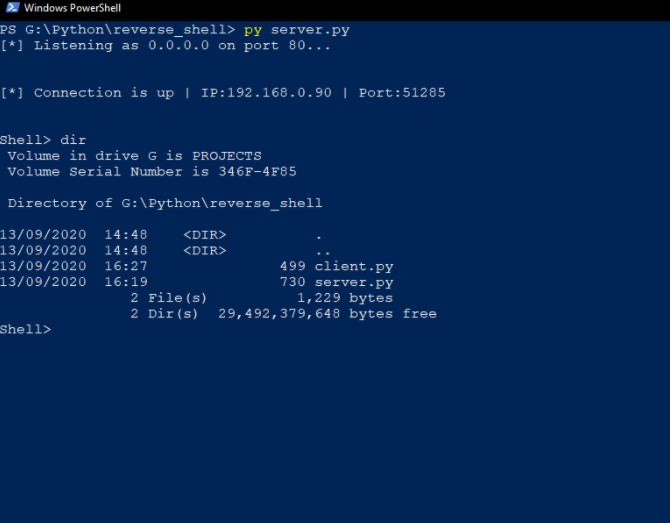 Windows PowerShell
PS G:\Python\reverse_shell> py server.py
[*] Listening as 0.0.0.0 on port 80...
[*] Connection is up | IP:192.168.0.90 | Port:51285
Shell> dir
 Volume in drive G is PROJECTS
 Volume Serial Number is 346F-4F85
 Directory of G:\Python\reverse_shell
13/09/2020  14:48    <DIR>          .
13/09/2020  14:48    <DIR>          ..
13/09/2020  16:27               499 client.py
13/09/2020  16:19               730 server.py
               2 File(s)          1,229 bytes
               2 Dir(s)  29,492,379,648 bytes free
Shell>